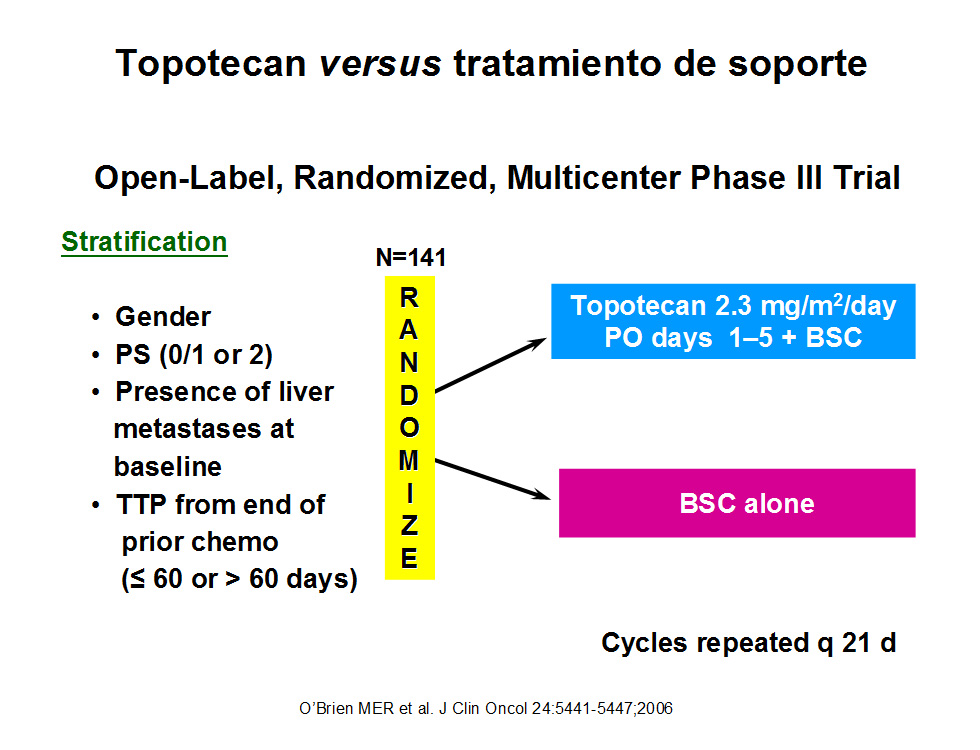 Topotecan versus tratamiento de soporte
Open-Label, Randomized, Multicenter Phase III Trial
Stratification
• Gender
• PS (0/1 or 2)
• Presence of liver
metastases at
baseline
• TTP from end of
prior chemo
(≤ 60 or > 60 days)
N=141
R
A
N
D
O
M
I
Z
E
Topotecan 2.3 mg/m²/day
PO days 1–5 + BSC
BSC alone
Cycles repeated q 21 d
O’Brien MER et al. J Clin Oncol 24:5441-5447;2006